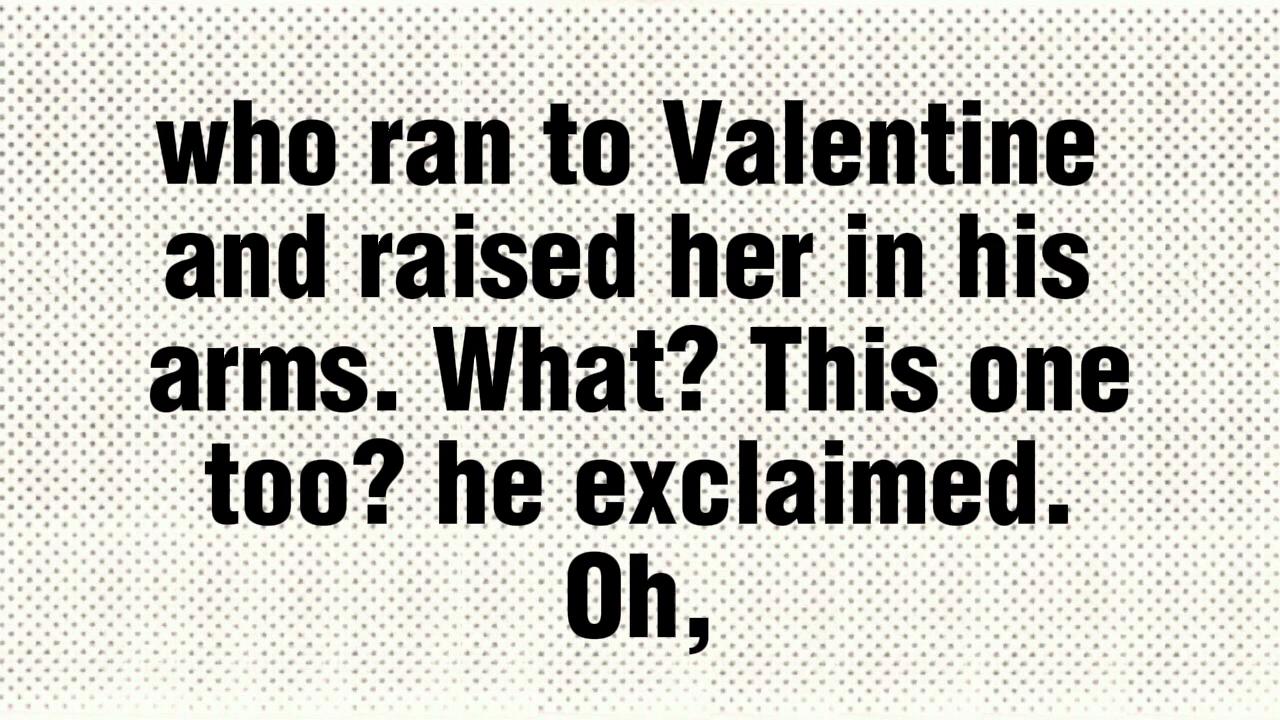 who ran to Valentine
and raised her in his
arms. What? This one
too? he exclaimed.
Oh,